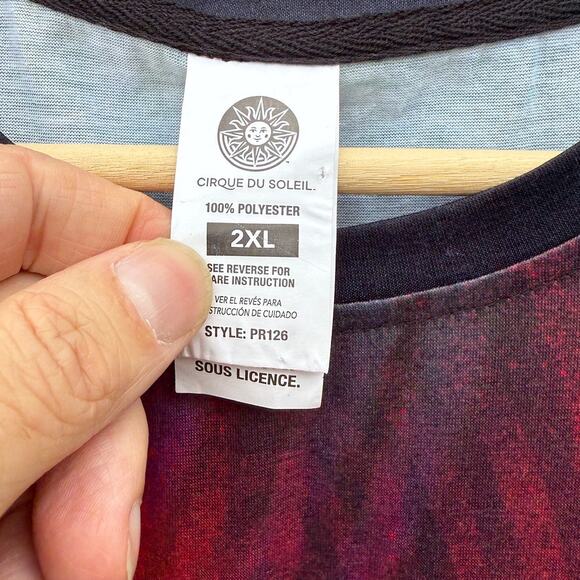 CIRQUE DU SOLEIL.
100% POLYESTER
2XL
SEE REVERSE FOR
ARE INSTRUCTION
VER EL REVÉS PARA
STRUCCIÓN DE CUIDADO
STYLE: PR126
SOUS LICENCE.